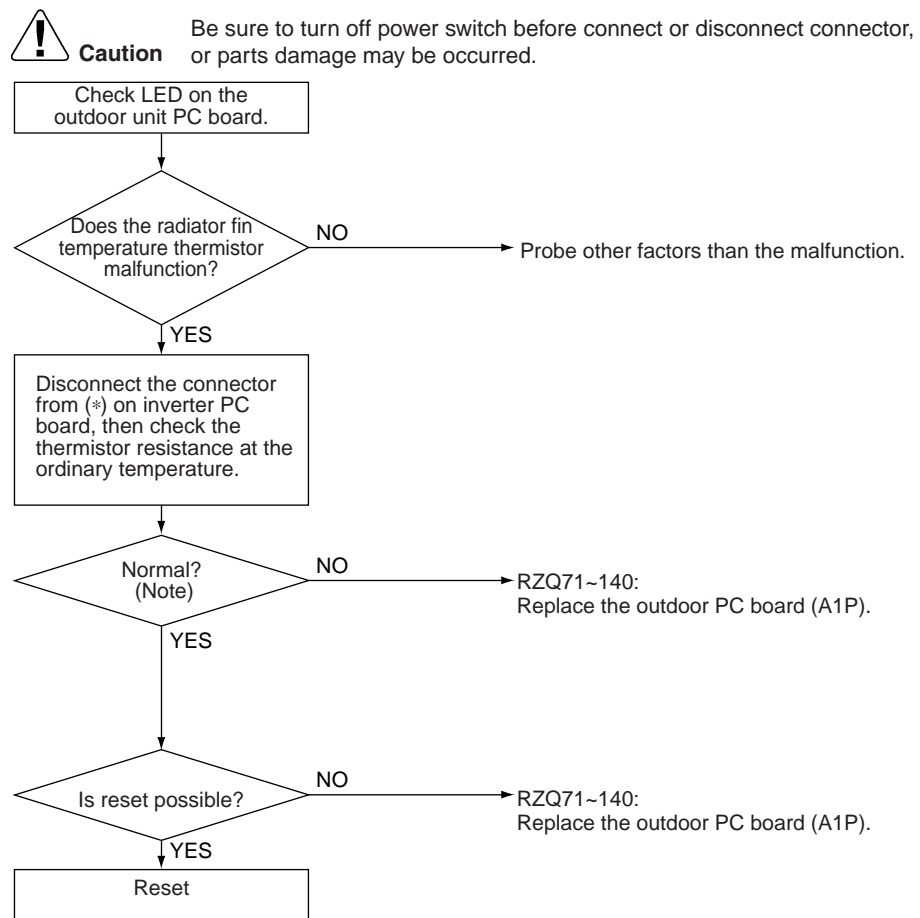 Be sure to turn off power switch before connect or disconnect connector,
Caution or parts damage may be occurred.
Check LED on the
outdoor unit PC board.
Does the radiator fin
temperature thermistor
malfunction?
NO
Probe other factors than the malfunction.
YES
Disconnect the connector
from (*) on inverter PC
board, then check the
thermistor resistance at the
ordinary temperature.
Normal?
(Note)
NO
RZQ71~140:
Replace the outdoor PC board (A1P).
YES
Is reset possible?
NO
RZQ71~140:
Replace the outdoor PC board (A1P).
YES
Reset